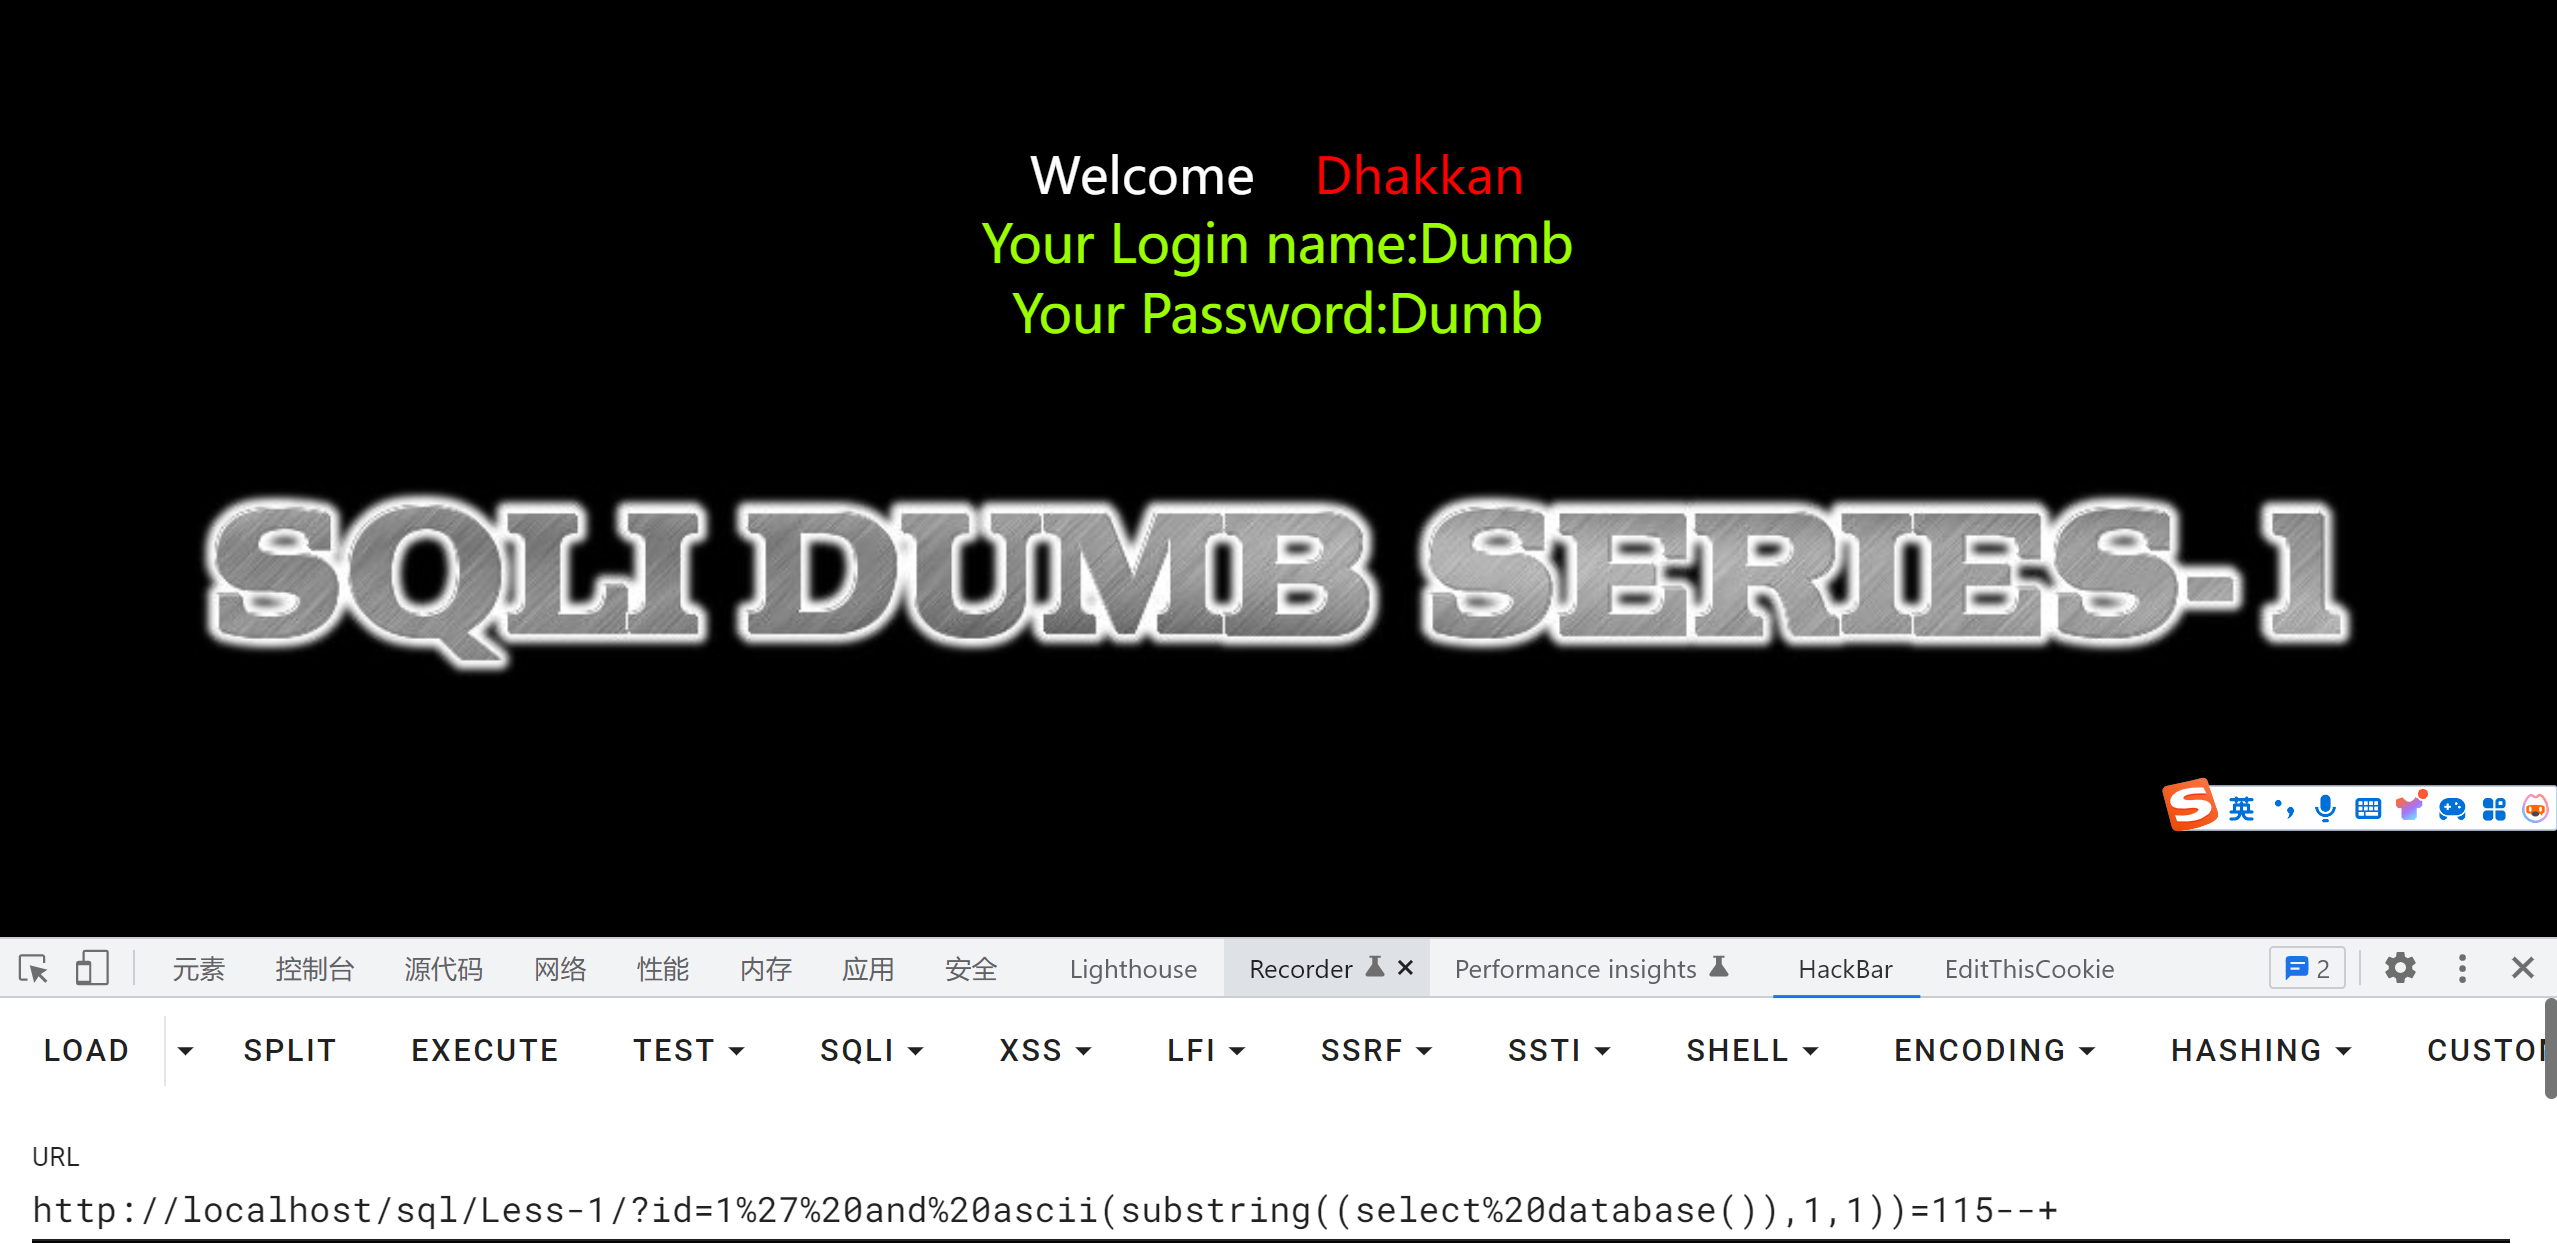 Welcome Dhakkan
Your Login name:Dumb
Your Password:Dumb
SQLI DUMB SERIES-1
英
元素 控制台 源代码 网络 性能 内存 应用 安全 Lighthouse Recorder Performance insights HackBar EditThisCookie 2
LOAD SPLIT EXECUTE TEST SQLI XSS LFI SSRF SSTI SHELL ENCODING HASHING
URL
http://localhost/sql/Less-1/?id=1%27%20and%20ascii(substring((select%20database()),1,1))=115--+